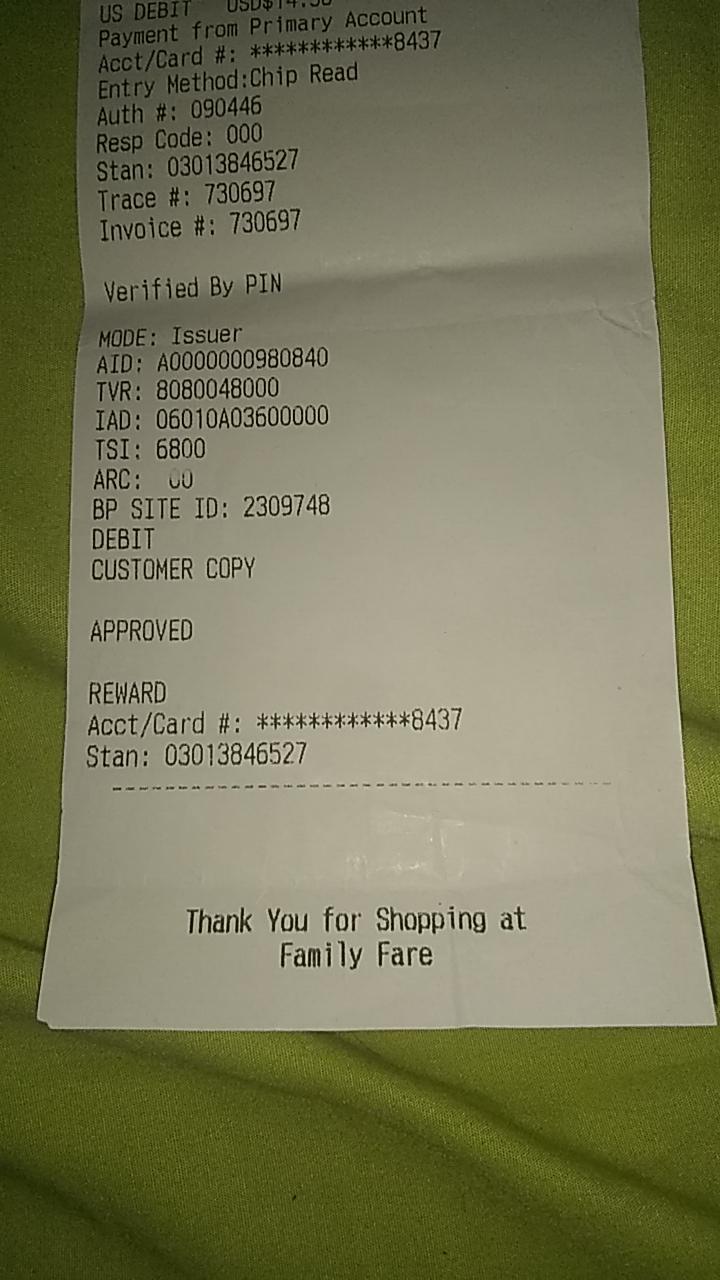 US DEBIT
Payment from Primary Account
Acct/Card #: ************8437
Entry Method:Chip Read
Auth #: 090446
Resp Code: 000
Stan: 03013846527
Trace #: 730697
Invoice #: 730697
Verified By PIN
MODE: Issuer
AID: A0000000980840
TVR: 8080048000
IAD: 06010A03600000
TSI: 6800
ARC: 00
BP SITE ID: 2309748
DEBIT
CUSTOMER COPY
APPROVED
REWARD
Acct/Card #: ************8437
Stan: 03013846527
Thank You for Shopping at
Family Fare